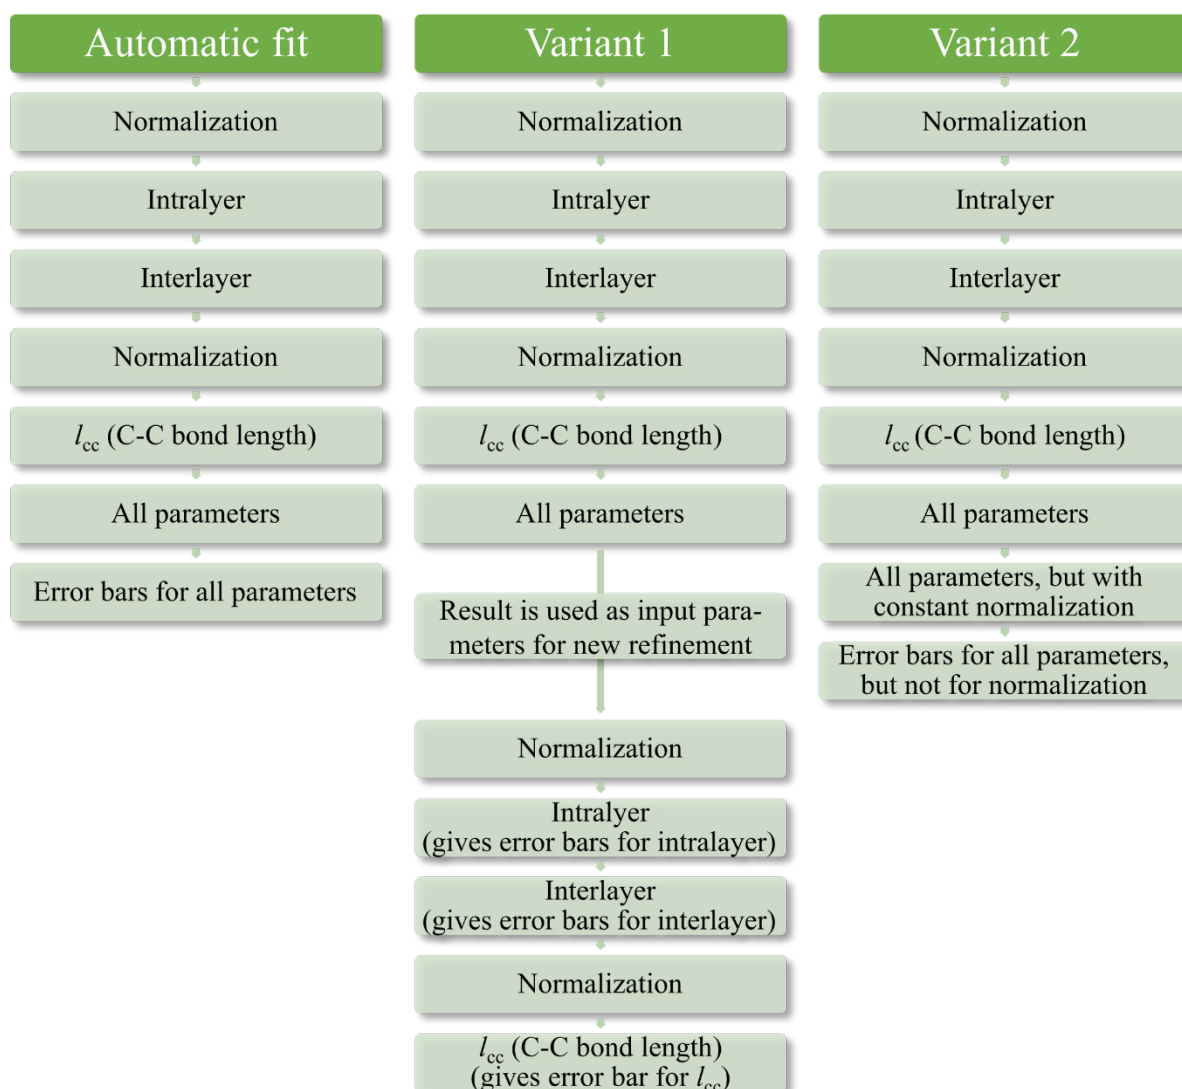 Automatic fit
Normalization
Intralyer
Interlayer
Normalization
lcc (C-C bond length)
All parameters
Error bars for all parameters
Variant 1
Normalization
Intralyer
Interlayer
Normalization
lcc (C-C bond length)
All parameters
Result is used as input para-
meters for new refinement
Normalization
Intralyer
(gives error bars for intralayer)
Interlayer
(gives error bars for interlayer)
Normalization
lcc (C-C bond length)
(gives error bar for lcc)
Variant 2
Normalization
Intralyer
Interlayer
Normalization
lcc (C-C bond length)
All parameters
All parameters, but with
constant normalization
Error bars for all parameters,
but not for normalization